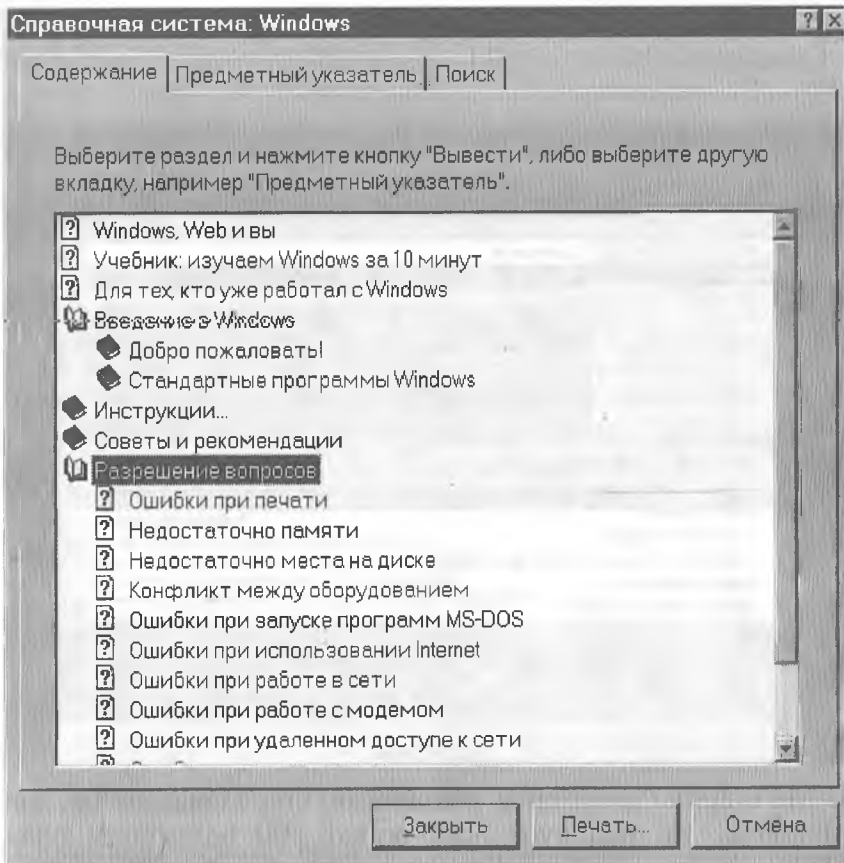 Справочная система: Windows
Содержание Предметный указатель Поиск
Выберите раздел и нажмите кнопку "Вывести", либо выберите другую
вкладку, например "Предметный указатель".
Windows, Web и вы
Учебник: изучаем Windows за 10 минут
Для тех, кто уже работал с Windows
Введение в Windows
Добро пожаловать!
Стандартные программы Windows
Инструкции...
Советы и рекомендации
Разрешение вопросов
Ошибки при печати
Недостаточно памяти
Недостаточно места на диске
Конфликт между оборудованием
Ошибки при запуске программ MS-DOS
Ошибки при использовании Internet
Ошибки при работе в сети
Ошибки при работе с модемом
Ошибки при удаленном доступе к сети
Закрыть Печать... Отмена